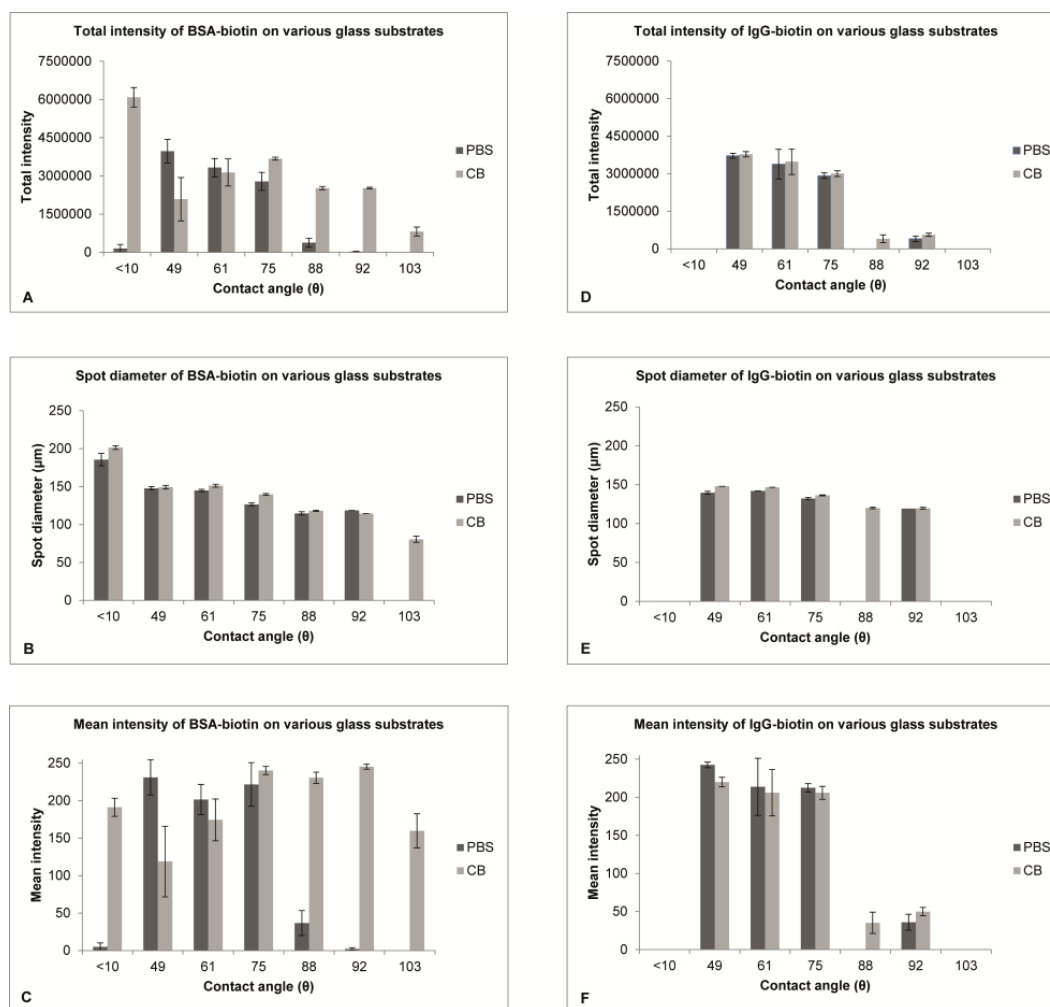 Total intensity of BSA-biotin on various glass substrates
7500000
6000000
4500000
3000000
1500000
0
Total intensity
<10 49 61 75 88 92 103
Contact angle (θ)
PBS
CB
A
Total intensity of IgG-biotin on various glass substrates
7500000
6000000
4500000
3000000
1500000
0
Total intensity
<10 49 61 75 88 92 103
Contact angle (θ)
PBS
CB
D
Spot diameter of BSA-biotin on various glass substrates
250
200
150
100
50
0
Spot diameter (µm)
<10 49 61 75 88 92 103
Contact angle (θ)
PBS
CB
B
Spot diameter of IgG-biotin on various glass substrates
250
200
150
100
50
0
Spot diameter (µm)
<10 49 61 75 88 92 103
Contact angle (θ)
PBS
CB
E
Mean intensity of BSA-biotin on various glass substrates
250
200
150
100
50
0
Mean intensity
<10 49 61 75 88 92 103
Contact angle (θ)
PBS
CB
C
Mean intensity of IgG-biotin on various glass substrates
250
200
150
100
50
0
Mean intensity
<10 49 61 75 88 92 103
Contact angle (θ)
PBS
CB
F